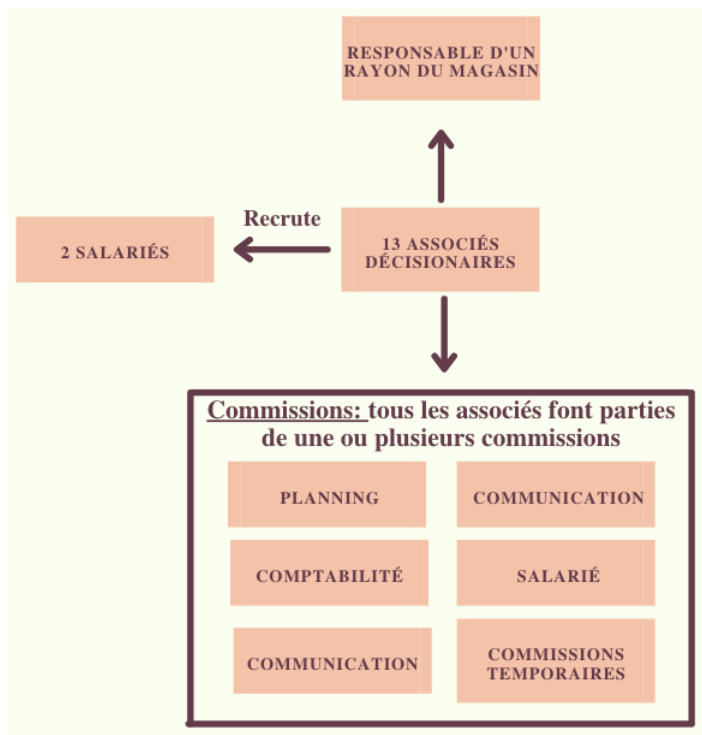 RESPONSABLE D'UN
RAYON DU MAGASIN
Recrute
2 SALARIÉS
13 ASSOCIÉS
DÉCISIONAIRES
Commissions: tous les associés font parties
de une ou plusieurs commissions
PLANNING
COMMUNICATION
COMPTABILITÉ
SALARIÉ
COMMUNICATION
COMMISSIONS
TEMPORAIRES